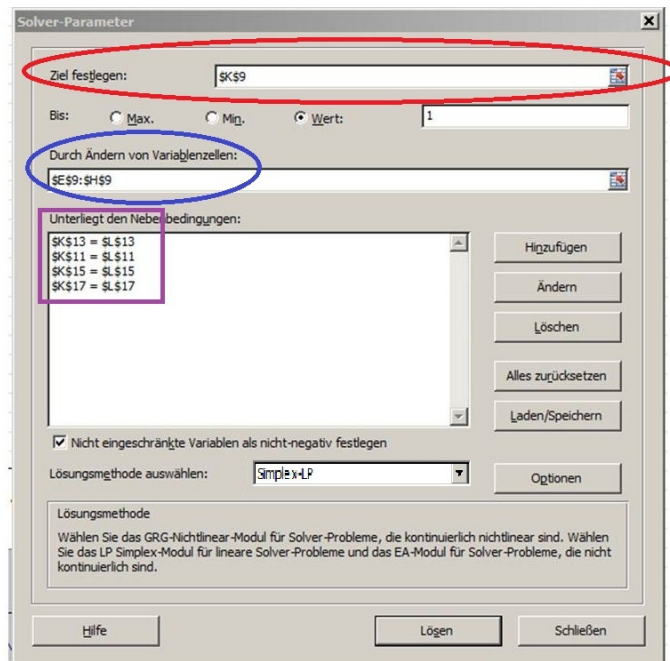 Solver-Parameter
Ziel festlegen: $K$9
Bis: Max. Min. Wert: 1
Durch Ändern von Variablenzellen:
$E$9:$H$9
Unterliegt den Nebenbedingungen:
$K$13 = $L$13
$K$11 = $L$11
$K$15 = $L$15
$K$17 = $L$17
Hinzufügen
Ändern
Löschen
Alles zurücksetzen
Laden/Speichern
Nicht eingeschränkte Variablen als nicht-negativ festlegen
Lösungsmethode auswählen: Simplex-LP
Optionen
Lösungsmethode
Wählen Sie das GRG-Nichtlinear-Modul für Solver-Probleme, die kontinuierlich nichtlinear sind. Wählen
Sie das LP Simplex-Modul für lineare Solver-Probleme und das EA-Modul für Solver-Probleme, die nicht
kontinuierlich sind.
Hilfe Lösen Schließen